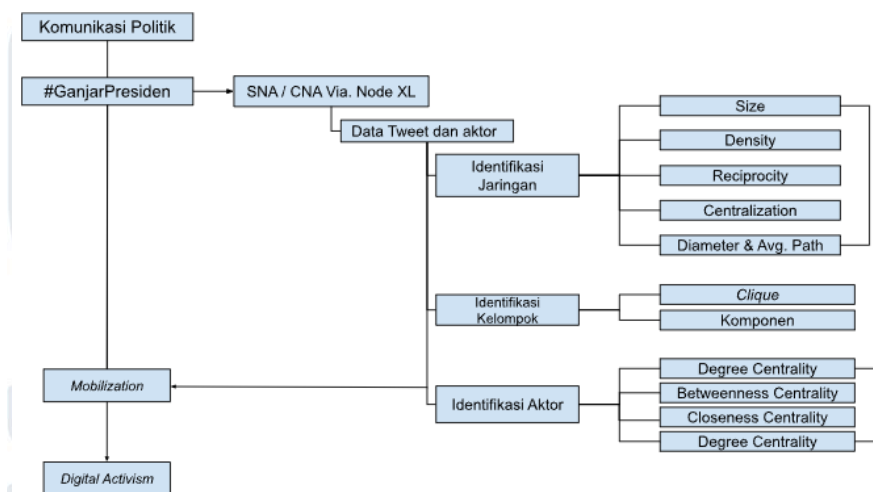 Komunikasi Politik
#GanjarPresiden
SNA / CNA Via. Node XL
Data Tweet dan aktor
Identifikasi
Jaringan
Size
Density
Reciprocity
Centralization
Diameter & Avg. Path
Identifikasi
Kelompok
Clique
Komponen
Identifikasi Aktor
Degree Centrality
Betweenness Centrality
Closeness Centrality
Degree Centrality
Mobilization
Digital Activism